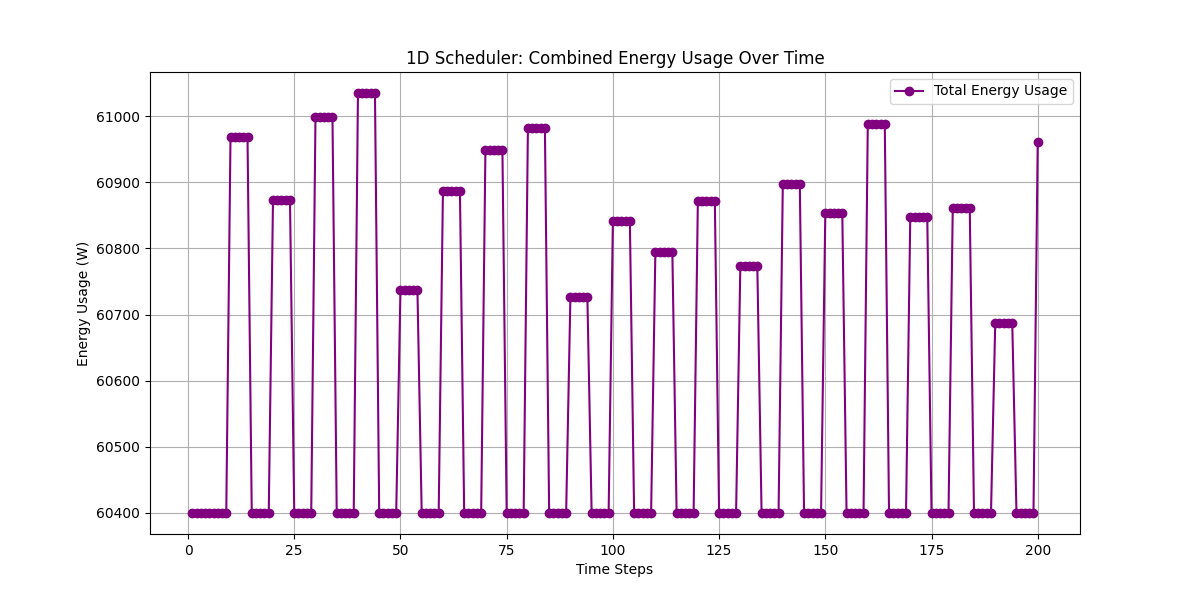 1D Scheduler: Combined Energy Usage Over Time
Total Energy Usage
Energy Usage (W)
61000
60900
60800
60700
60600
60500
60400
0 25 50 75 100 125 150 175 200
Time Steps